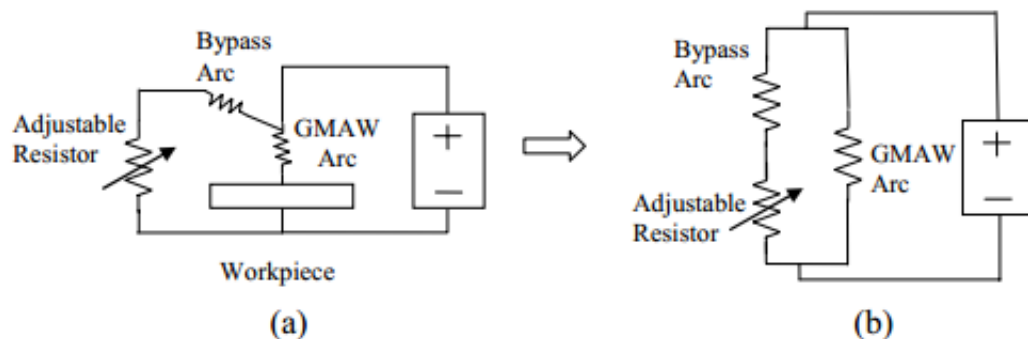 Bypass
Arc
Adjustable
Resistor
GMAW
Arc
+
−
Workpiece
(a)
Bypass
Arc
Adjustable
Resistor
GMAW
Arc
+
−
(b)